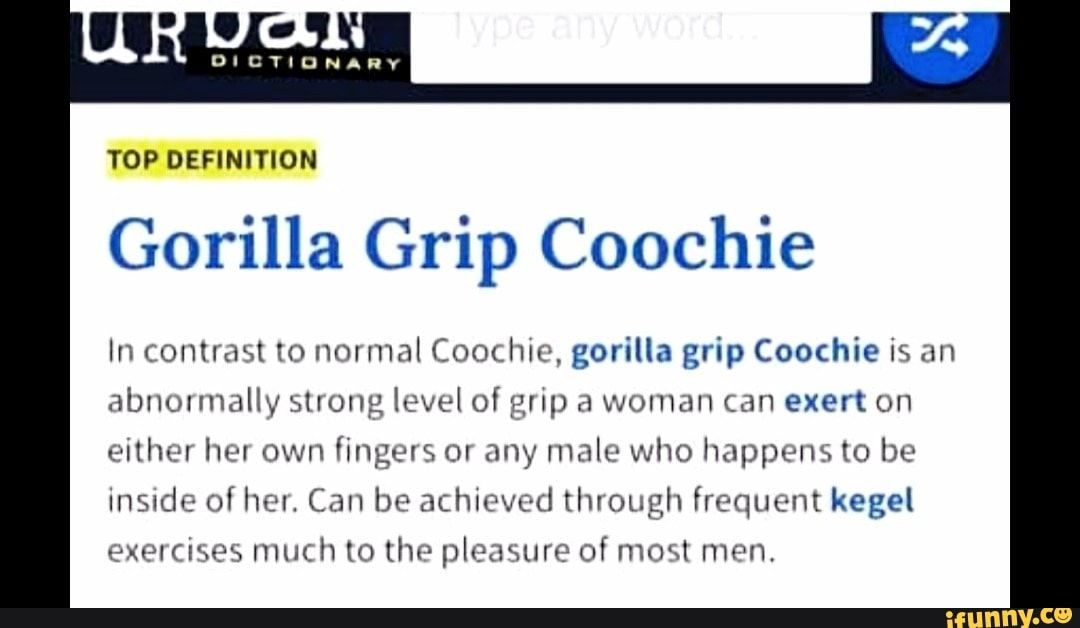 URBAN
DICTIONARY
Type any word...
TOP DEFINITION
Gorilla Grip Coochie
In contrast to normal Coochie, gorilla grip Coochie is an
abnormally strong level of grip a woman can exert on
either her own fingers or any male who happens to be
inside of her. Can be achieved through frequent kegel
exercises much to the pleasure of most men.
ifunny.co